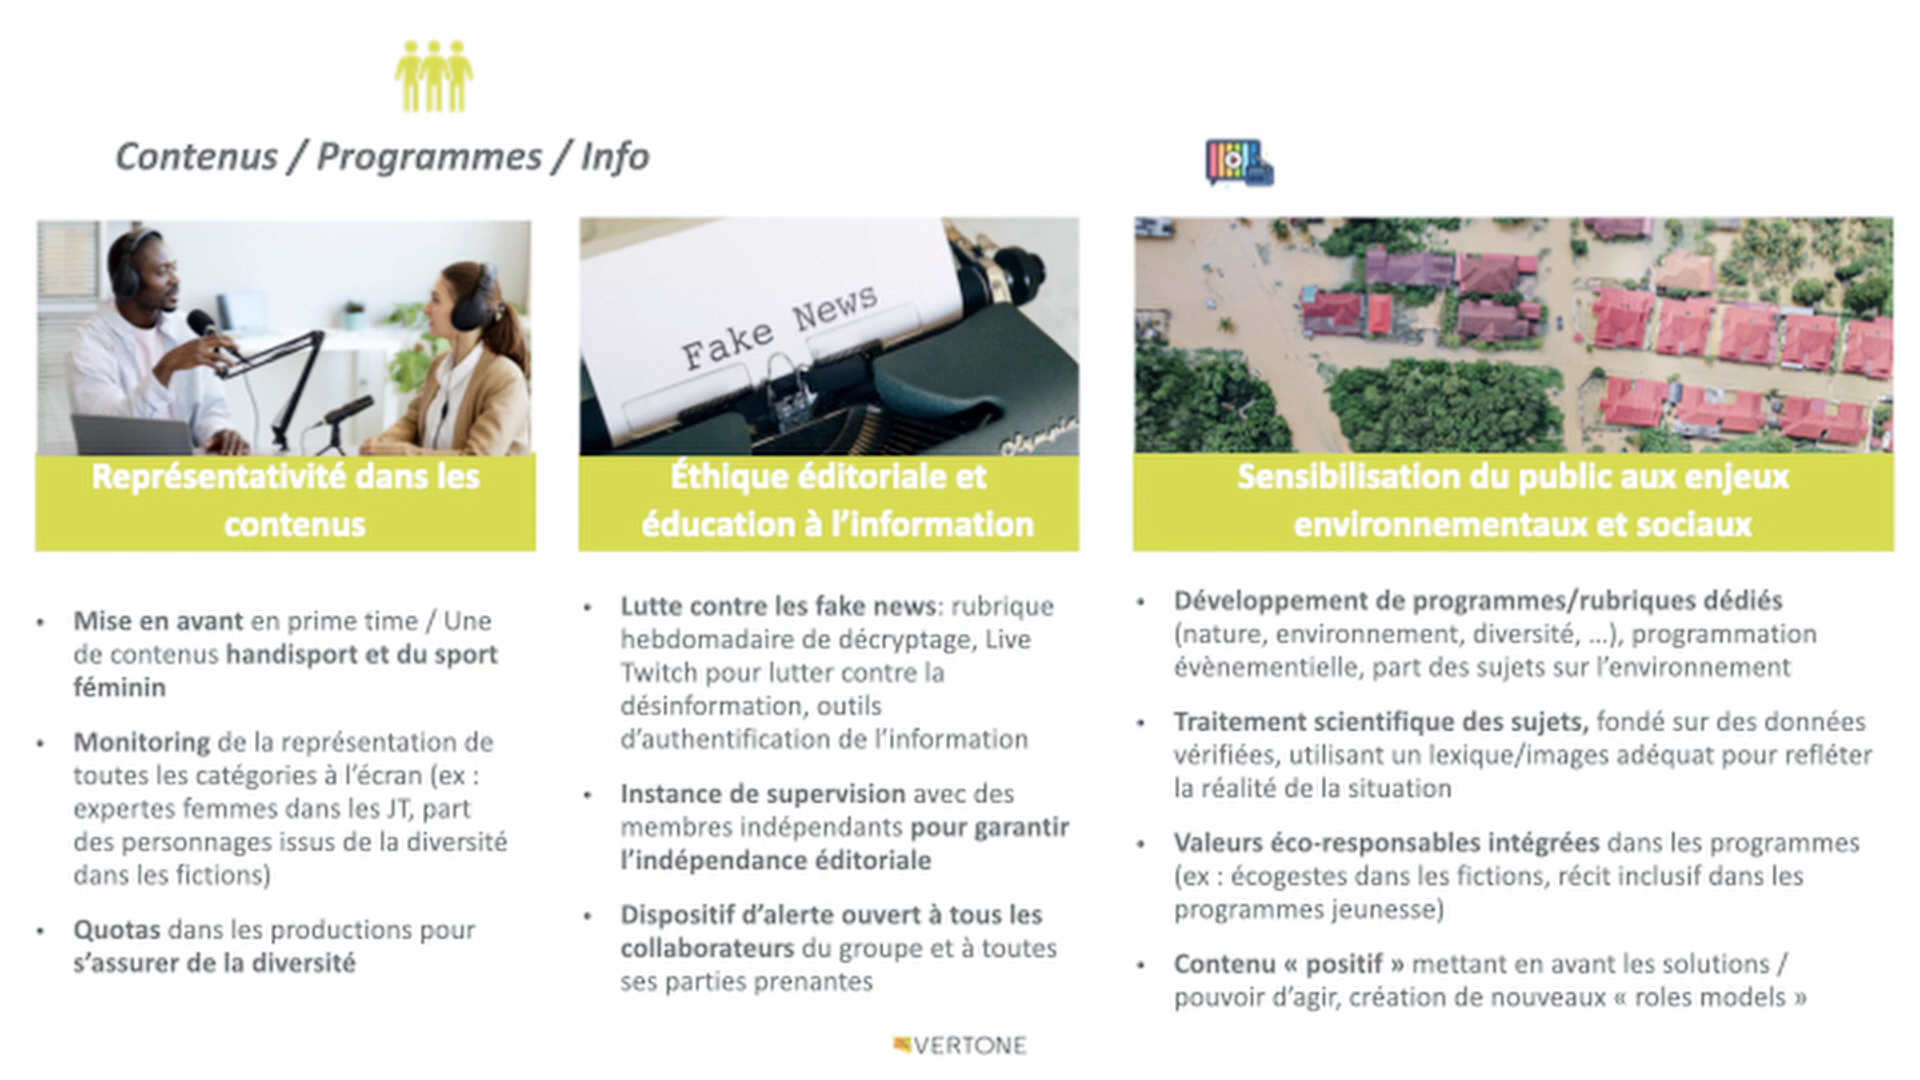 Contenus / Programmes / Info
Fake News
Olympia
Représentativité dans les
contenus
Mise en avant en prime time / Une
de contenus handisport et du sport
féminin
Monitoring de la représentation de
toutes les catégories à l’écran (ex :
expertes femmes dans les JT, part
des personnages issus de la diversité
dans les fictions)
Quotas dans les productions pour
s’assurer de la diversité
Éthique éditoriale et
éducation à l’information
Lutte contre les fake news: rubrique
hebdomadaire de décryptage, Live
Twitch pour lutter contre la
désinformation, outils
d’authentification de l’information
Instance de supervision avec des
membres indépendants pour garantir
l’indépendance éditoriale
Dispositif d’alerte ouvert à tous les
collaborateurs du groupe et à toutes
ses parties prenantes
Sensibilisation du public aux enjeux
environnementaux et sociaux
Développement de programmes/rubriques dédiés
(nature, environnement, diversité, ...), programmation
évènementielle, part des sujets sur l’environnement
Traitement scientifique des sujets, fondé sur des données
vérifiées, utilisant un lexique/images adéquat pour refléter
la réalité de la situation
Valeurs éco-responsables intégrées dans les programmes
(ex : écogestes dans les fictions, récit inclusif dans les
programmes jeunesse)
Contenu « positif » mettant en avant les solutions /
pouvoir d’agir, création de nouveaux « roles models »
VERTONE